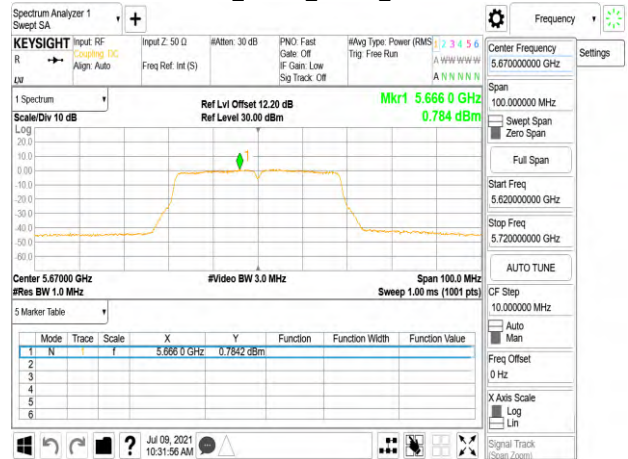 Spectrum Analyzer 1
Swept SA
Frequency
KEYSIGHT
Input: RF
Coupling: DC
Align: Auto
Input Z: 50 Ω
Freq Ref: Int (S)
#Atten: 30 dB
PNO: Fast
Gate: Off
IF Gain: Low
Sig Track: Off
#Avg Type: Power (RMS)
Trig: Free Run
1 2 3 4 5 6
A W W W W W
A N N N N N
R
LXI
Center Frequency
5.670000000 GHz
Settings
1 Spectrum
Scale/Div 10 dB
Ref Lvl Offset 12.20 dB
Ref Level 30.00 dBm
Mkr1 5.666 0 GHz
0.784 dBm
Span
100.000000 MHz
Swept Span
Zero Span
Full Span
Start Freq
5.620000000 GHz
Stop Freq
5.720000000 GHz
AUTO TUNE
CF Step
10.000000 MHz
Auto
Man
Freq Offset
0 Hz
X Axis Scale
Log
Lin
Signal Track
(Span Zoom)
Log
20.0
10.0
0.00
-10.0
-20.0
-30.0
-40.0
-50.0
-60.0
1
Center 5.67000 GHz
#Res BW 1.0 MHz
#Video BW 3.0 MHz
Span 100.0 MHz
Sweep 1.00 ms (1001 pts)
5 Marker Table
Mode Trace Scale X Y Function Function Width Function Value
1 N 1 f 5.666 0 GHz 0.7842 dBm
2
3
4
5
6
Jul 09, 2021
10:31:56 AM